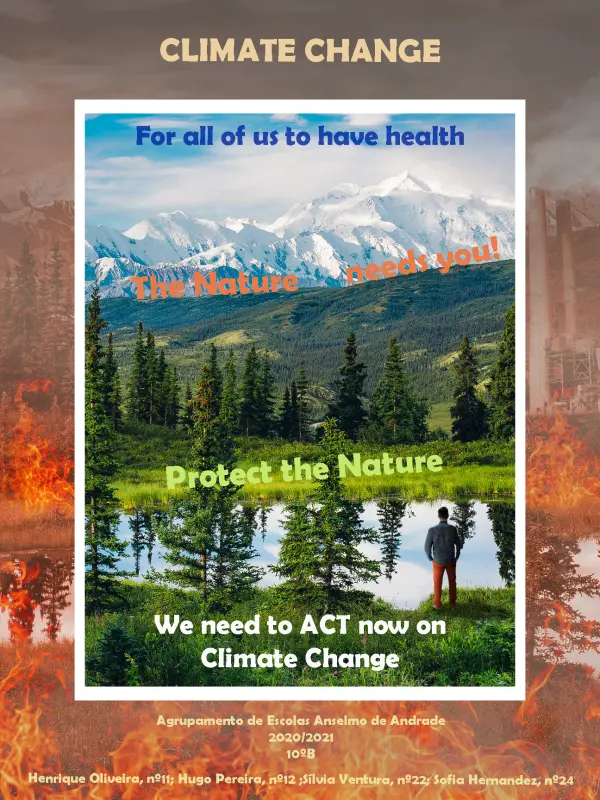 CLIMATE CHANGE
For all of us to have health
The Nature needs you!
Protect the Nature
We need to ACT now on
Climate Change
Agrupamento de Escolas Anselmo de Andrade
2020/2021
10ºB
Henrique Oliveira, nº11; Hugo Pereira, nº12 ;Sílvia Ventura, nº22; Sofia Hernandez, nº24